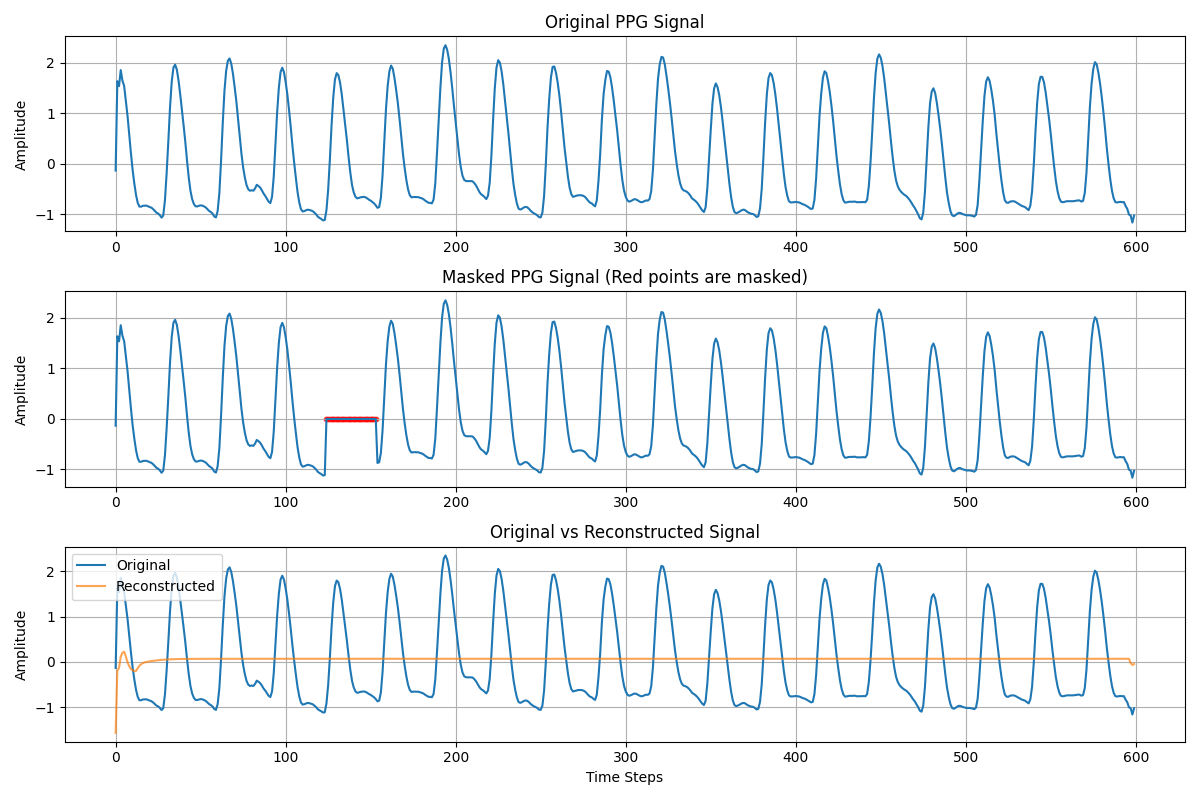 Original PPG Signal
Amplitude
2
1
0
−1
0 100 200 300 400 500 600
Masked PPG Signal (Red points are masked)
Amplitude
2
1
0
−1
0 100 200 300 400 500 600
Original vs Reconstructed Signal
Original
Reconstructed
Amplitude
2
1
0
−1
0 100 200 300 400 500 600
Time Steps